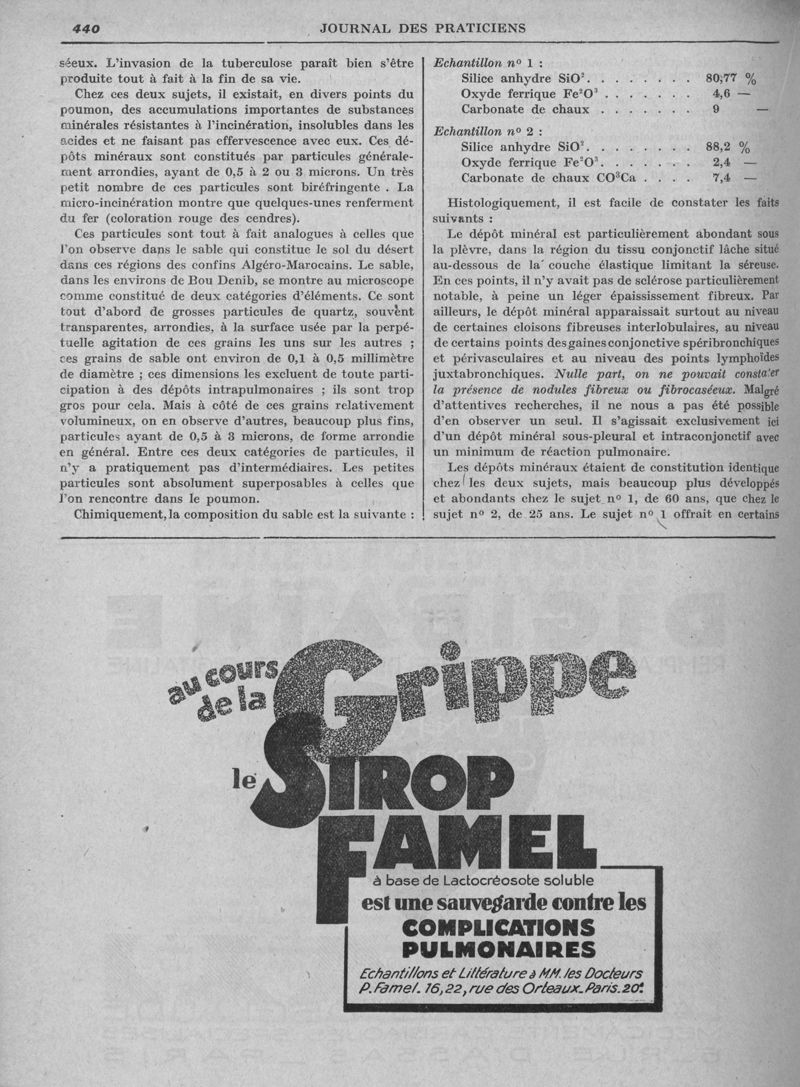 440
JOURNAL DES PRATICIENS
séeux. L'invasion de la tuberculose paraît bien s'être
produite tout à fait à la fin de sa vie.
Chez ces deux sujets, il existait, en divers points du
poumon, des accumulations importantes de substances
minérales résistantes à l'incinération, insolubles dans les
acides et ne faisant pas effervescence avec eux. Ces dé-
pôts minéraux sont constitués par particules générale-
ment arrondies, ayant de 0,5 à 2 ou 3 microns. Un très
petit nombre de ces particules sont biréfringente . La
micro-incinération montre que quelques-unes renferment
du fer (coloration rouge des cendres).
Ces particules sont tout à fait analogues à celles que
l'on observe dans le sable qui constitue le sol du désert
dans ces régions des confins Algéro-Marocains. Le sable,
dans les environs de Bou Denib, se montre au microscope
comme constitué de deux catégories d'éléments. Ce sont
tout d'abord de grosses particules de quartz, souvent
transparentes, arrondies, à la surface usée par la perpé-
tuelle agitation de ces grains les uns sur les autres ;
ces grains de sable ont environ de 0,1 à 0,5 millimètre
de diamètre ; ces dimensions les excluent de toute parti-
cipation à des dépôts intrapulmonaires ; ils sont trop
gros pour cela. Mais à côté de ces grains relativement
volumineux, on en observe d'autres, beaucoup plus fins,
particules ayant de 0,5 à 3 microns, de forme arrondie
en général. Entre ces deux catégories de particules, il
n'y a pratiquement pas d'intermédiaires. Les petites
particules sont absolument superposables à celles que
l'on rencontre dans le poumon.
Chimiquement, la composition du sable est la suivante :
Echantillon nº 1 :
Silice anhydre SiO². . . . . . . . 80;77 %
Oxyde ferrique Fe²O³ . . . . . . . 4,6 —
Carbonate de chaux . . . . . . . 9 —
Echantillon nº 2 :
Silice anhydre SiO². . . . . . . . 88,2 %
Oxyde ferrique Fe²O³. . . . . . . 2,4 —
Carbonate de chaux CO³Ca . . . . 7,4 —
Histologiquement, il est facile de constater les faits
suivants :
Le dépôt minéral est particulièrement abondant sous
la plèvre, dans la région du tissu conjonctif lâche situé
au-dessous de la couche élastique limitant la séreuse.
En ces points, il n'y avait pas de sclérose particulièrement
notable, à peine un léger épaississement fibreux. Par
ailleurs, le dépôt minéral apparaissait surtout au niveau
de certaines cloisons fibreuses interlobulaires, au niveau
de certains points des gaines conjonctive spéribronchiques
et périvasculaires et au niveau des points lymphoïdes
juxtabronchiques. Nulle part, on ne pouvait constater
la présence de nodules fibreux ou fibrocaséeux. Malgré
d'attentives recherches, il ne nous a pas été possible
d'en observer un seul. Il s'agissait exclusivement ici
d'un dépôt minéral sous-pleural et intraconjonctif avec
un minimum de réaction pulmonaire.
Les dépôts minéraux étaient de constitution identique
chez les deux sujets, mais beaucoup plus développés
et abondants chez le sujet nº 1, de 60 ans, que chez le
sujet nº 2, de 25 ans. Le sujet nº 1 offrait en certains
au cours
de la
Grippe
le SIROP
FAMEL
à base de Lactocréosote soluble
est une sauvegarde contre les
COMPLICATIONS
PULMONAIRES
Echantillons et Littérature à MM. les Docteurs
P. Famel. 16, 22, rue des Orteaux. Paris. 20ᵉ.